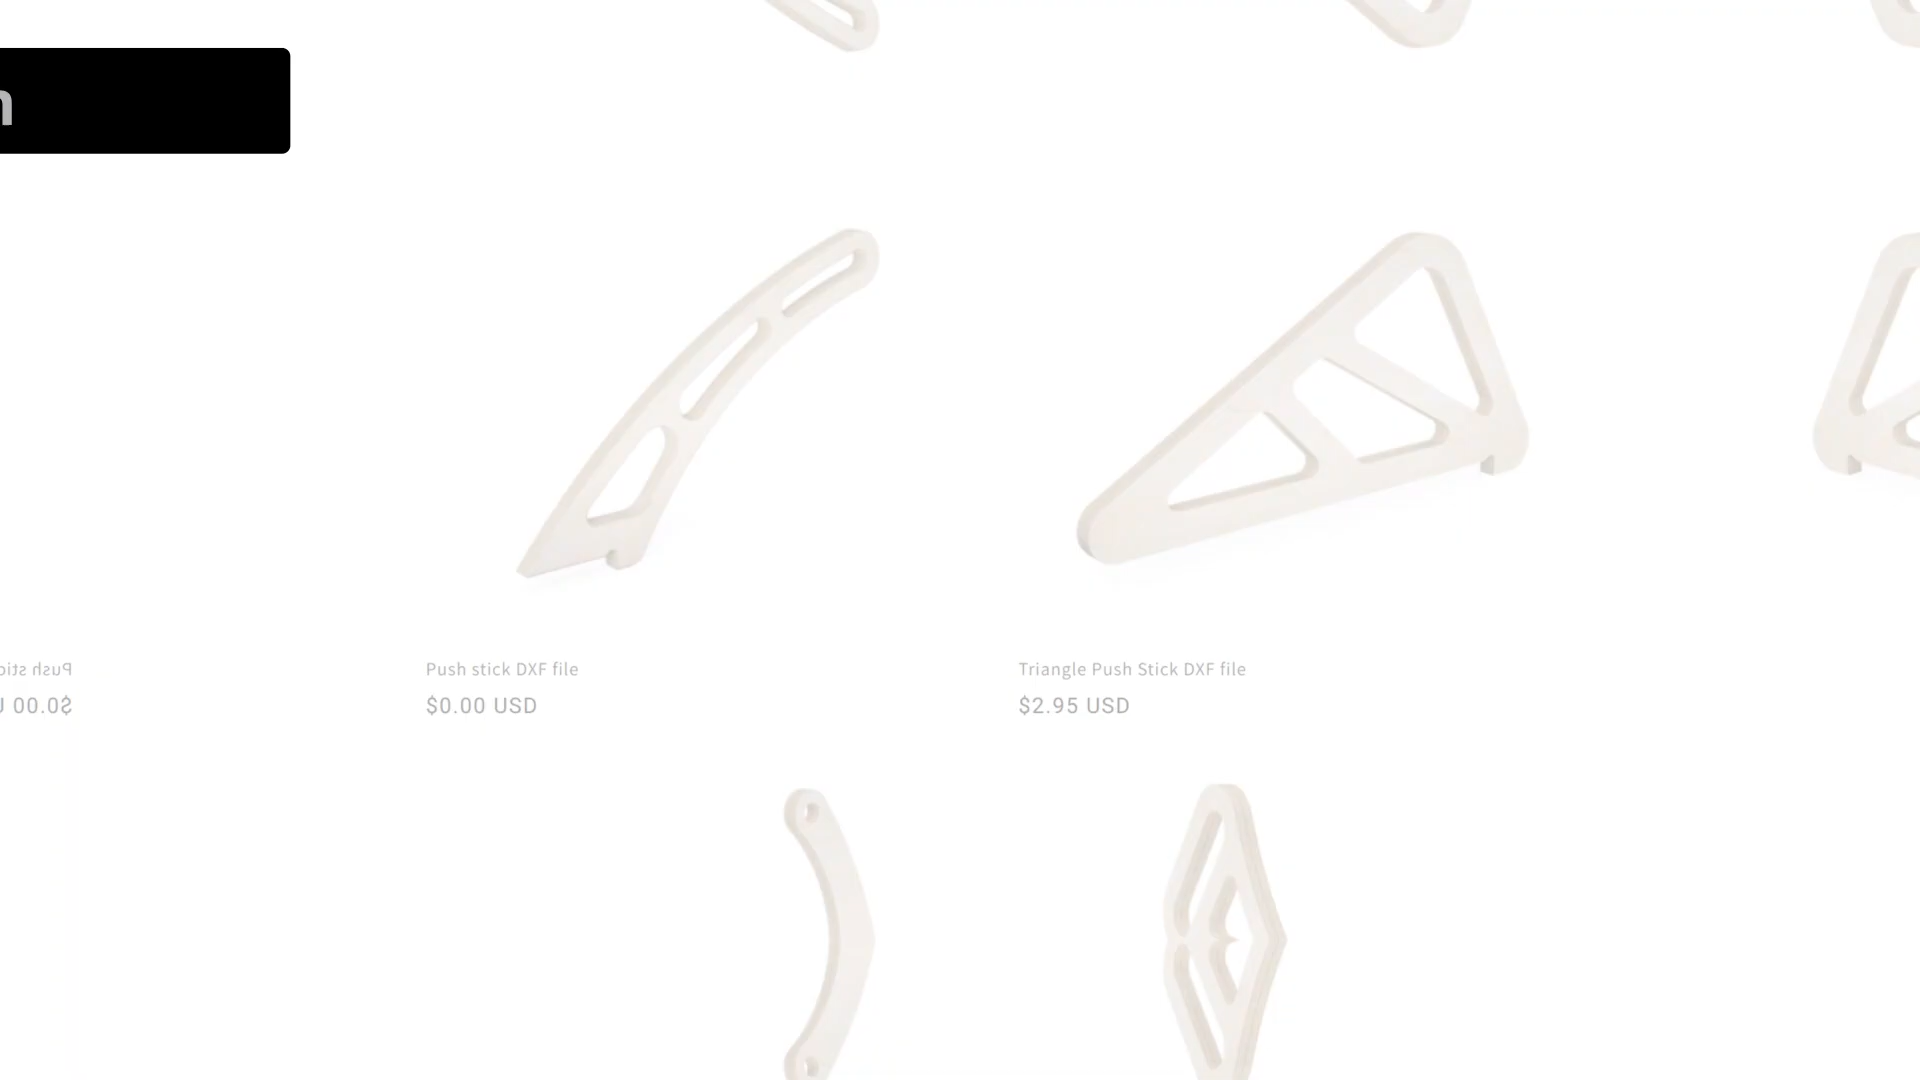 Push stick DXF file
$0.00 USD
Triangle Push Stick DXF file
$2.95 USD